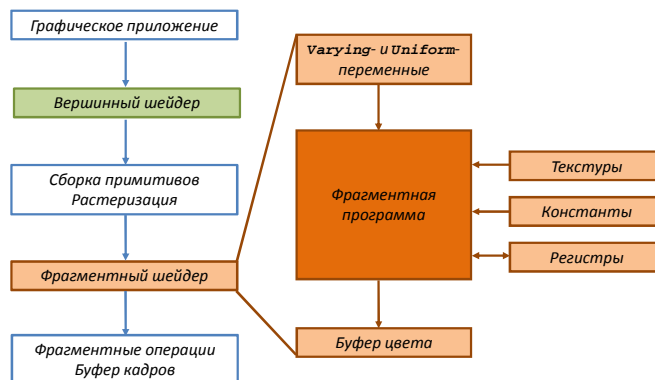 Графическое приложение
Вершинный шейдер
Сборка примитивов
Растеризация
Фрагментный шейдер
Фрагментные операции
Буфер кадров
Varying- и Uniform-
переменные
Фрагментная
программа
Буфер цвета
Текстуры
Константы
Регистры